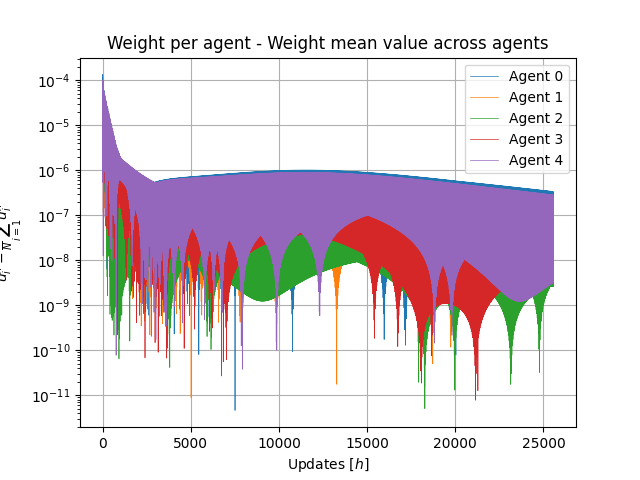 Weight per agent - Weight mean value across agents
10⁻⁴
10⁻⁵
10⁻⁶
10⁻⁷
10⁻⁸
10⁻⁹
10⁻¹⁰
10⁻¹¹
Agent 0
Agent 1
Agent 2
Agent 3
Agent 4
0 5000 10000 15000 20000 25000
Updates [h]